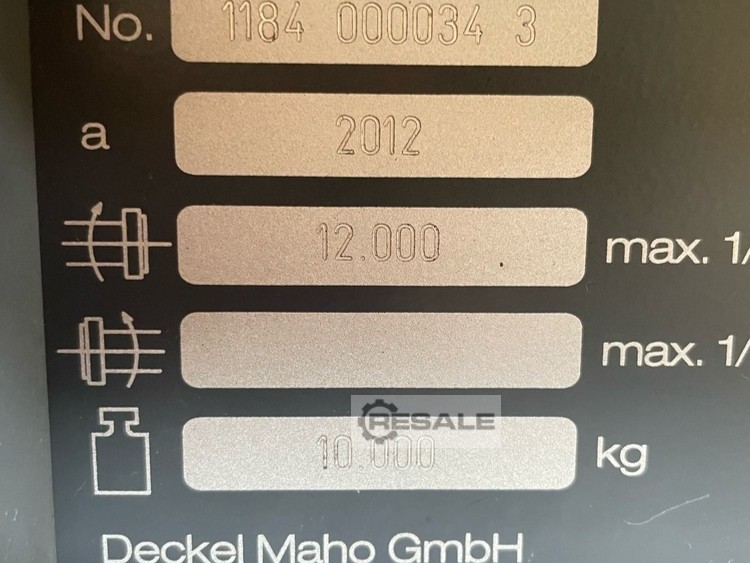 No. 1184 000034 3
a 2012
12.000 max. 1/
max. 1/
RESALE
10.000 kg
Deckel Maho GmbH